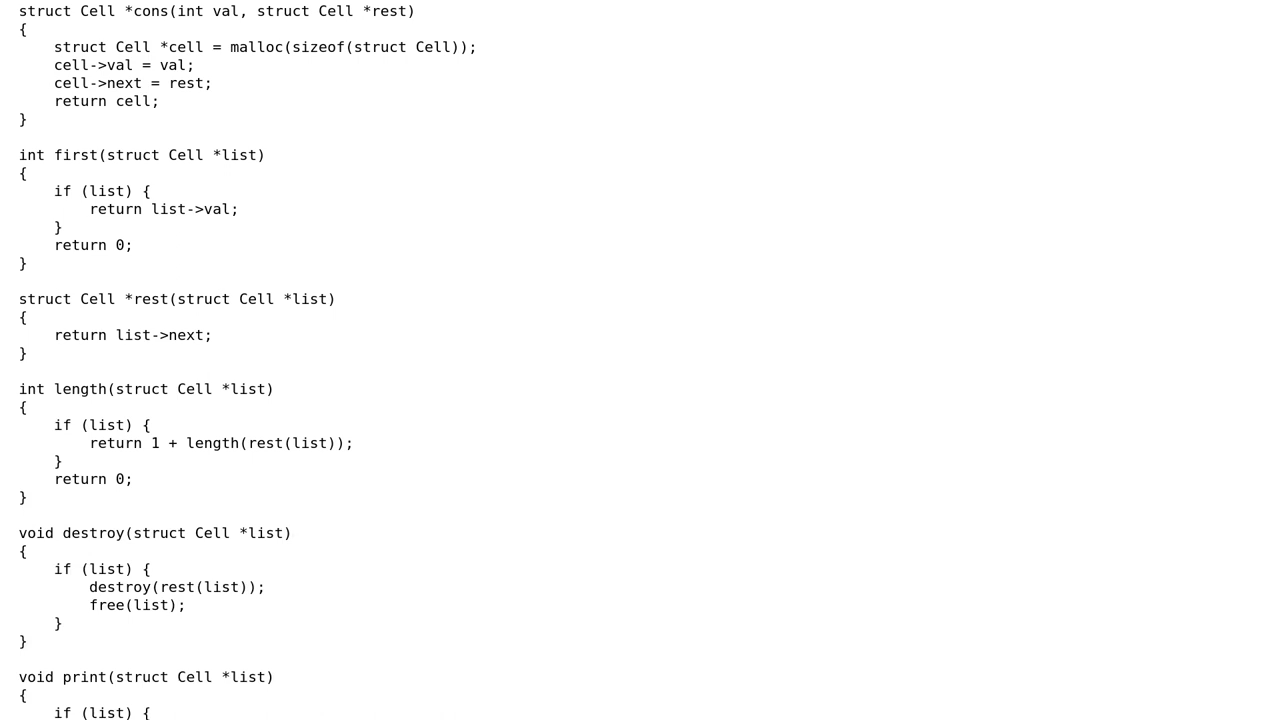 struct Cell *cons(int val, struct Cell *rest)
{
    struct Cell *cell = malloc(sizeof(struct Cell));
    cell->val = val;
    cell->next = rest;
    return cell;
}

int first(struct Cell *list)
{
    if (list) {
        return list->val;
    }
    return 0;
}

struct Cell *rest(struct Cell *list)
{
    return list->next;
}

int length(struct Cell *list)
{
    if (list) {
        return 1 + length(rest(list));
    }
    return 0;
}

void destroy(struct Cell *list)
{
    if (list) {
        destroy(rest(list));
        free(list);
    }
}

void print(struct Cell *list)
{
    if (list) {